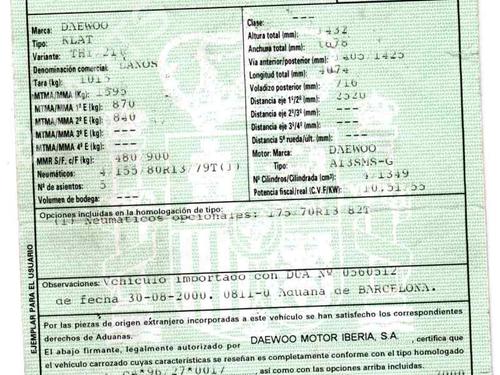 Marca: DAEWOO
Tipo: KLAT
Variante:
Denominación comercial: LANOS
Tara (kg): 1015
MTMA/MMA (Kg): 1595
MTMA/MMA 1º E (kg): 870
MTMA/MMA 2º E (kg): 840
MTMA/MMA 3º E (kg): ---
MTMA/MMA 4º E (kg): ---
MMR S/F, c/F (kg): 480/900
Neumáticos: 4 155/80R13/79T(1)
Nº de asientos: 5
Volumen de bodega: ---
Clase: ---
Altura total (mm): 1432
Anchura total (mm): 1678
Vía anterior/posterior (mm): 1405/1425
Longitud total (mm): 4074
Voladizo posterior (mm): 716
Distancia eje 1º/2º (mm): 2520
Distancia eje 2º/3º (mm): ---
Distancia eje 3º/4º (mm): ---
Distancia 5ª rueda/ult. (mm): ---
Motor: Marca: DAEWOO
Tipo: A13SMS-G
Nº Cilindros/Cilindrada (cm³): 4 1349
Potencia fiscal/real (C.V.F/KW): 10,51/55
Opciones incluidas en la homologación de tipo:
1) Neumáticos opcionales: 175/70R13 82T
Observaciones: Vehículo importado con DUA Nº 0560512
de fecha 30-08-2000. 0811-0 Aduana de BARCELONA.
Por las piezas de origen extranjero incorporadas a este vehículo se han satisfecho los correspondientes
derechos de Aduanas.
El abajo firmante, legalmente autorizado por DAEWOO MOTOR IBERIA, S.A. , certifica que
el vehículo carrozado cuyas características se reseñan es completamente conforme con el tipo homologado
, así como con las opciones arriba incluidas.
EJEMPLAR PARA EL USUARIO